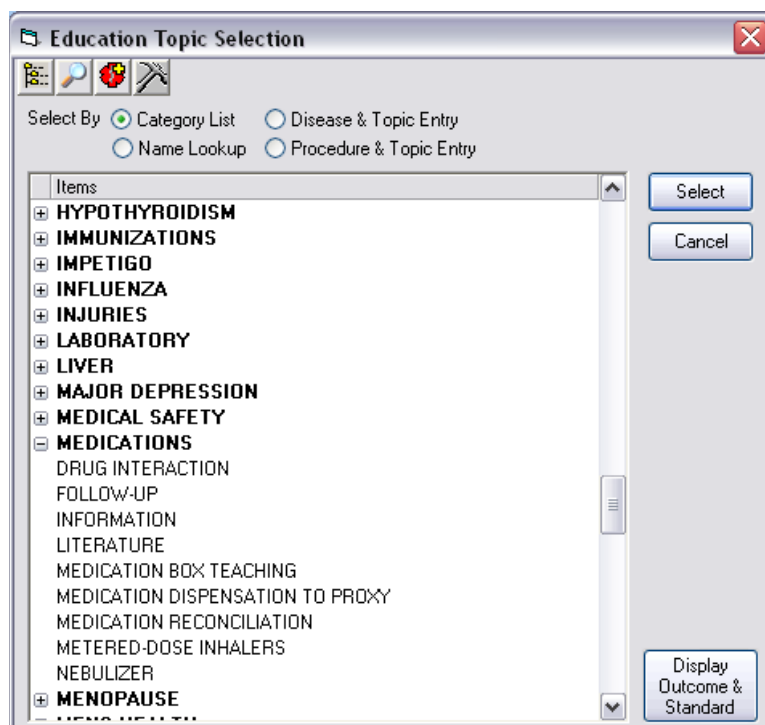 Education Topic Selection
Select By Category List Disease & Topic Entry
Name Lookup Procedure & Topic Entry
Items
HYPOTHYROIDISM
IMMUNIZATIONS
IMPETIGO
INFLUENZA
INJURIES
LABORATORY
LIVER
MAJOR DEPRESSION
MEDICAL SAFETY
MEDICATIONS
DRUG INTERACTION
FOLLOW-UP
INFORMATION
LITERATURE
MEDICATION BOX TEACHING
MEDICATION DISPENSATION TO PROXY
MEDICATION RECONCILIATION
METERED-DOSE INHALERS
NEBULIZER
MENOPAUSE
Select
Cancel
Display
Outcome &
Standard